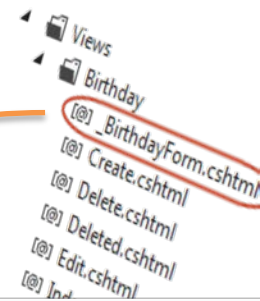 Views
Birthday
[@] _BirthdayForm.cshtml
[@] Create.cshtml
[@] Delete.cshtml
[@] Deleted.cshtml
[@] Edit.cshtml
[@]